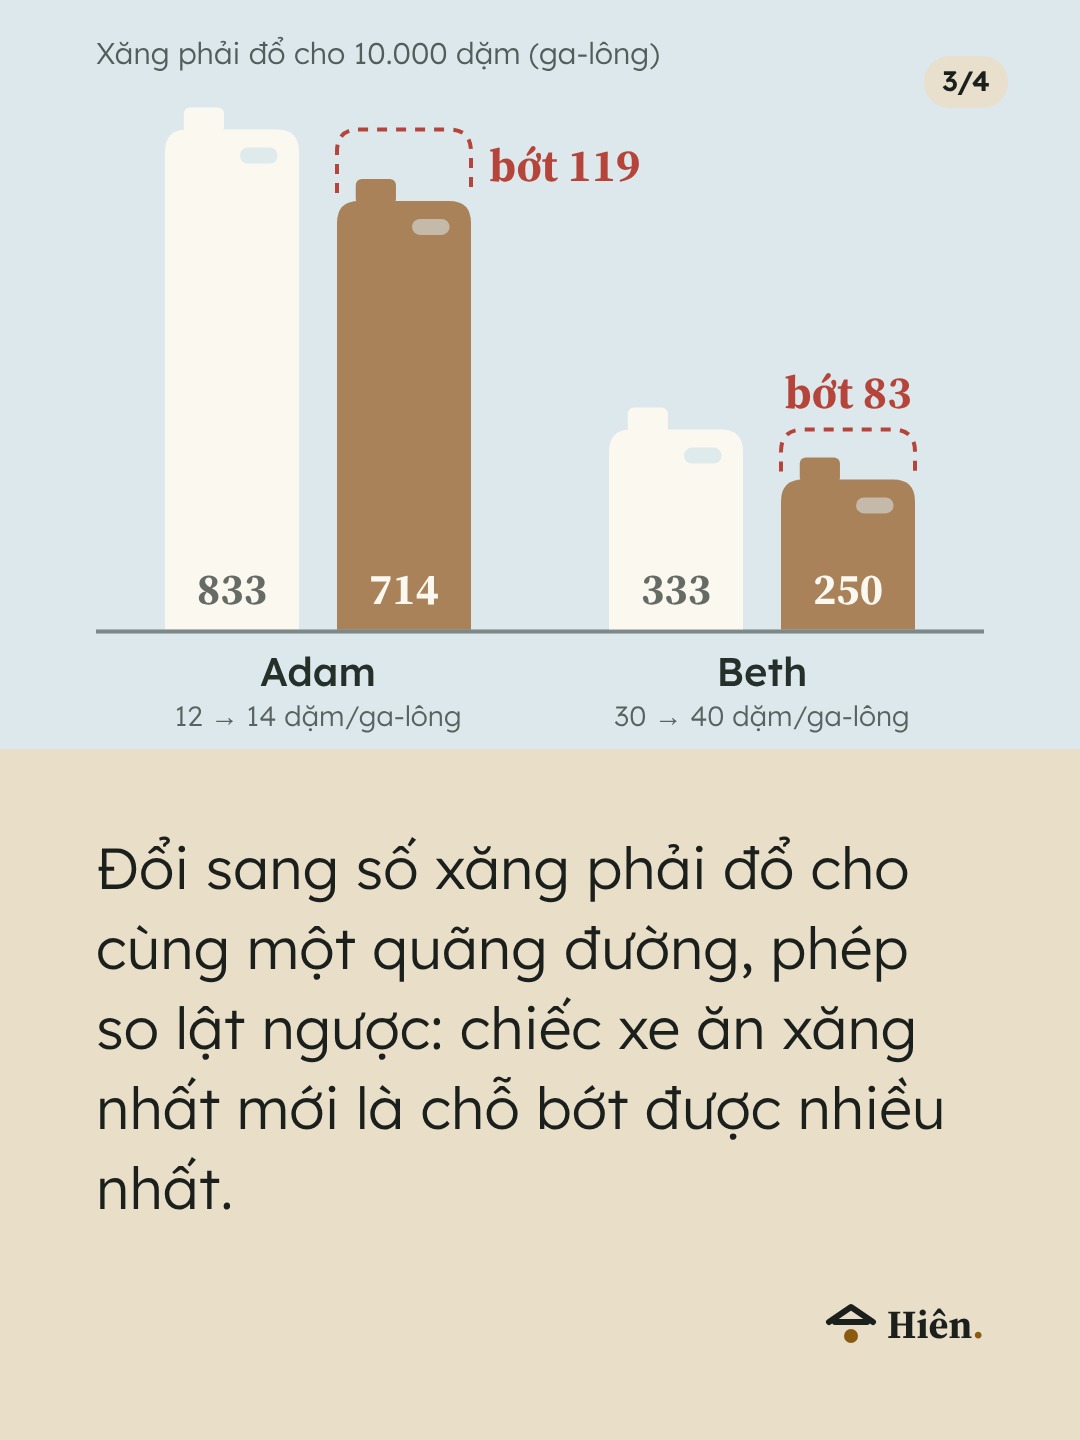 Xăng phải đổ cho 10.000 dặm (ga-lông)
3/4
bớt 119
bớt 83
833
714
333
250
Adam
Beth
12 → 14 dặm/ga-lông
30 → 40 dặm/ga-lông
Đổi sang số xăng phải đổ cho
cùng một quãng đường, phép
so lật ngược: chiếc xe ăn xăng
nhất mới là chỗ bớt được nhiều
nhất.
Hiên.